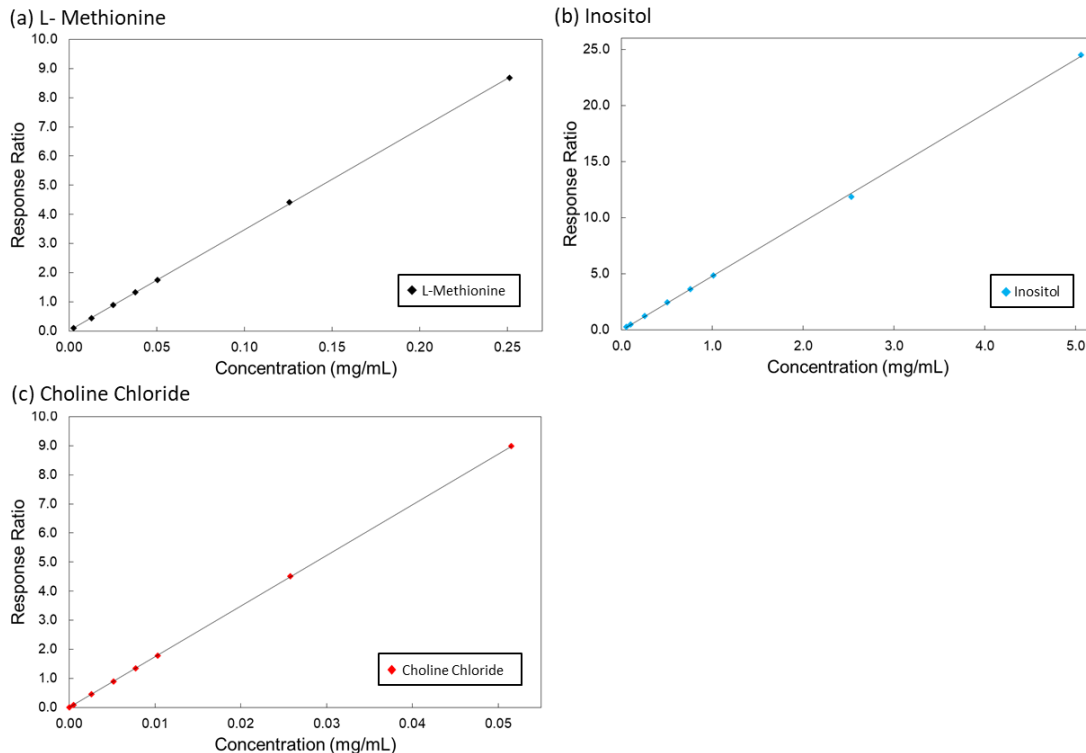 (a) L- Methionine
10.0
9.0
8.0
7.0
6.0
5.0
4.0
3.0
2.0
1.0
0.0
Response Ratio
L-Methionine
0.00 0.05 0.10 0.15 0.20 0.25
Concentration (mg/mL)
(b) Inositol
25.0
20.0
15.0
10.0
5.0
0.0
Response Ratio
Inositol
0.0 1.0 2.0 3.0 4.0 5.0
Concentration (mg/mL)
(c) Choline Chloride
10.0
9.0
8.0
7.0
6.0
5.0
4.0
3.0
2.0
1.0
0.0
Response Ratio
Choline Chloride
0.00 0.01 0.02 0.03 0.04 0.05
Concentration (mg/mL)